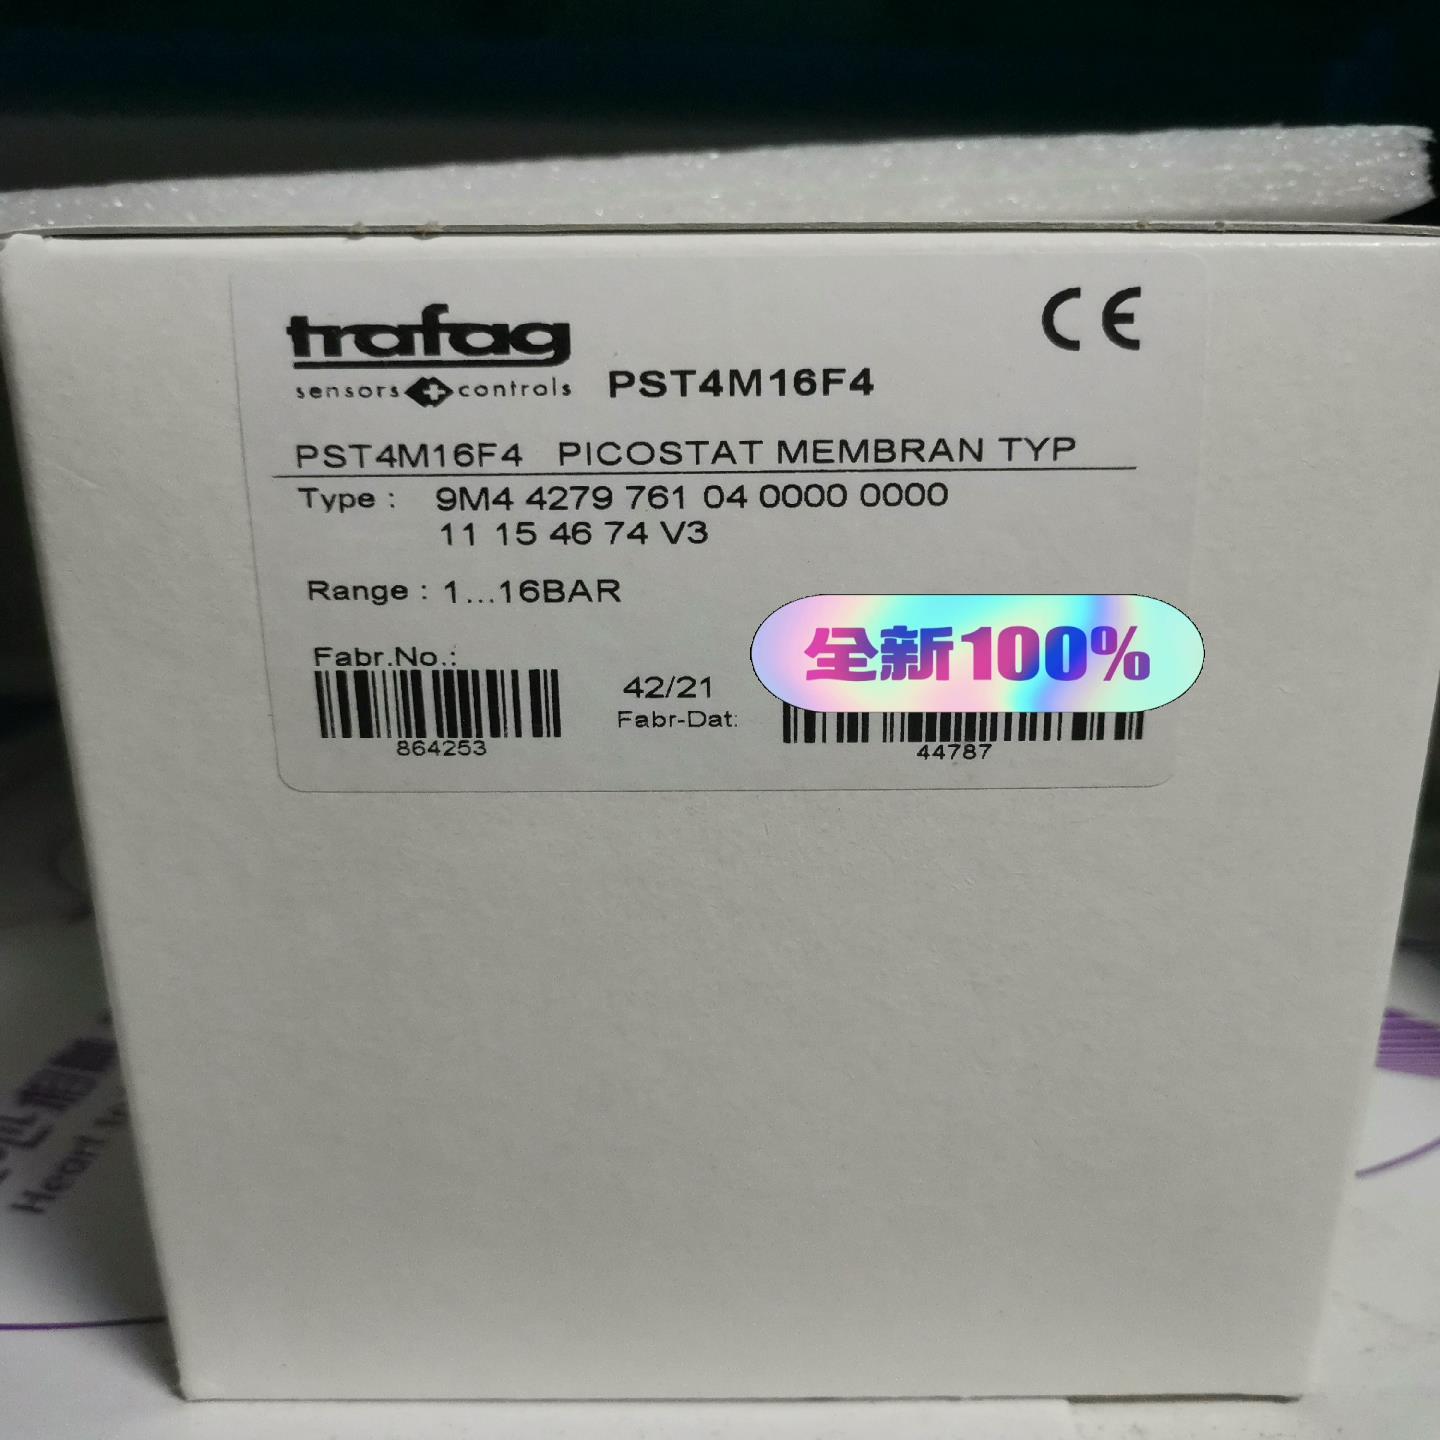 trafag
sensors controls
CE
PST4M16F4
PST4M16F4 PICOSTAT MEMBRAN TYP
Type : 9M4 4279 761 04 0000 0000
11 15 46 74 V3
Range : 1...16BAR
全新100%
Fabr.No.:
42/21
Fabr-Dat:
864253
44787
Heart